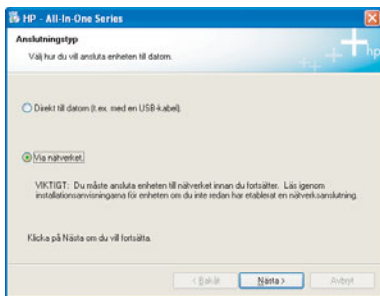 HP - All-In-One Series
Anslutningstyp
Välj hur du vill ansluta enheten till datorn.
hp
Direkt till datorn (t.ex. med en USB-kabel).
Via nätverket.
VIKTIGT: Du måste ansluta enheten till nätverket innan du fortsätter. Läs igenom
installationsanvisningarna för enheten om du inte redan har etablerat en nätverksanslutning.
Klicka på Nästa om du vill fortsätta.
< Bakåt Nästa > Avbryt